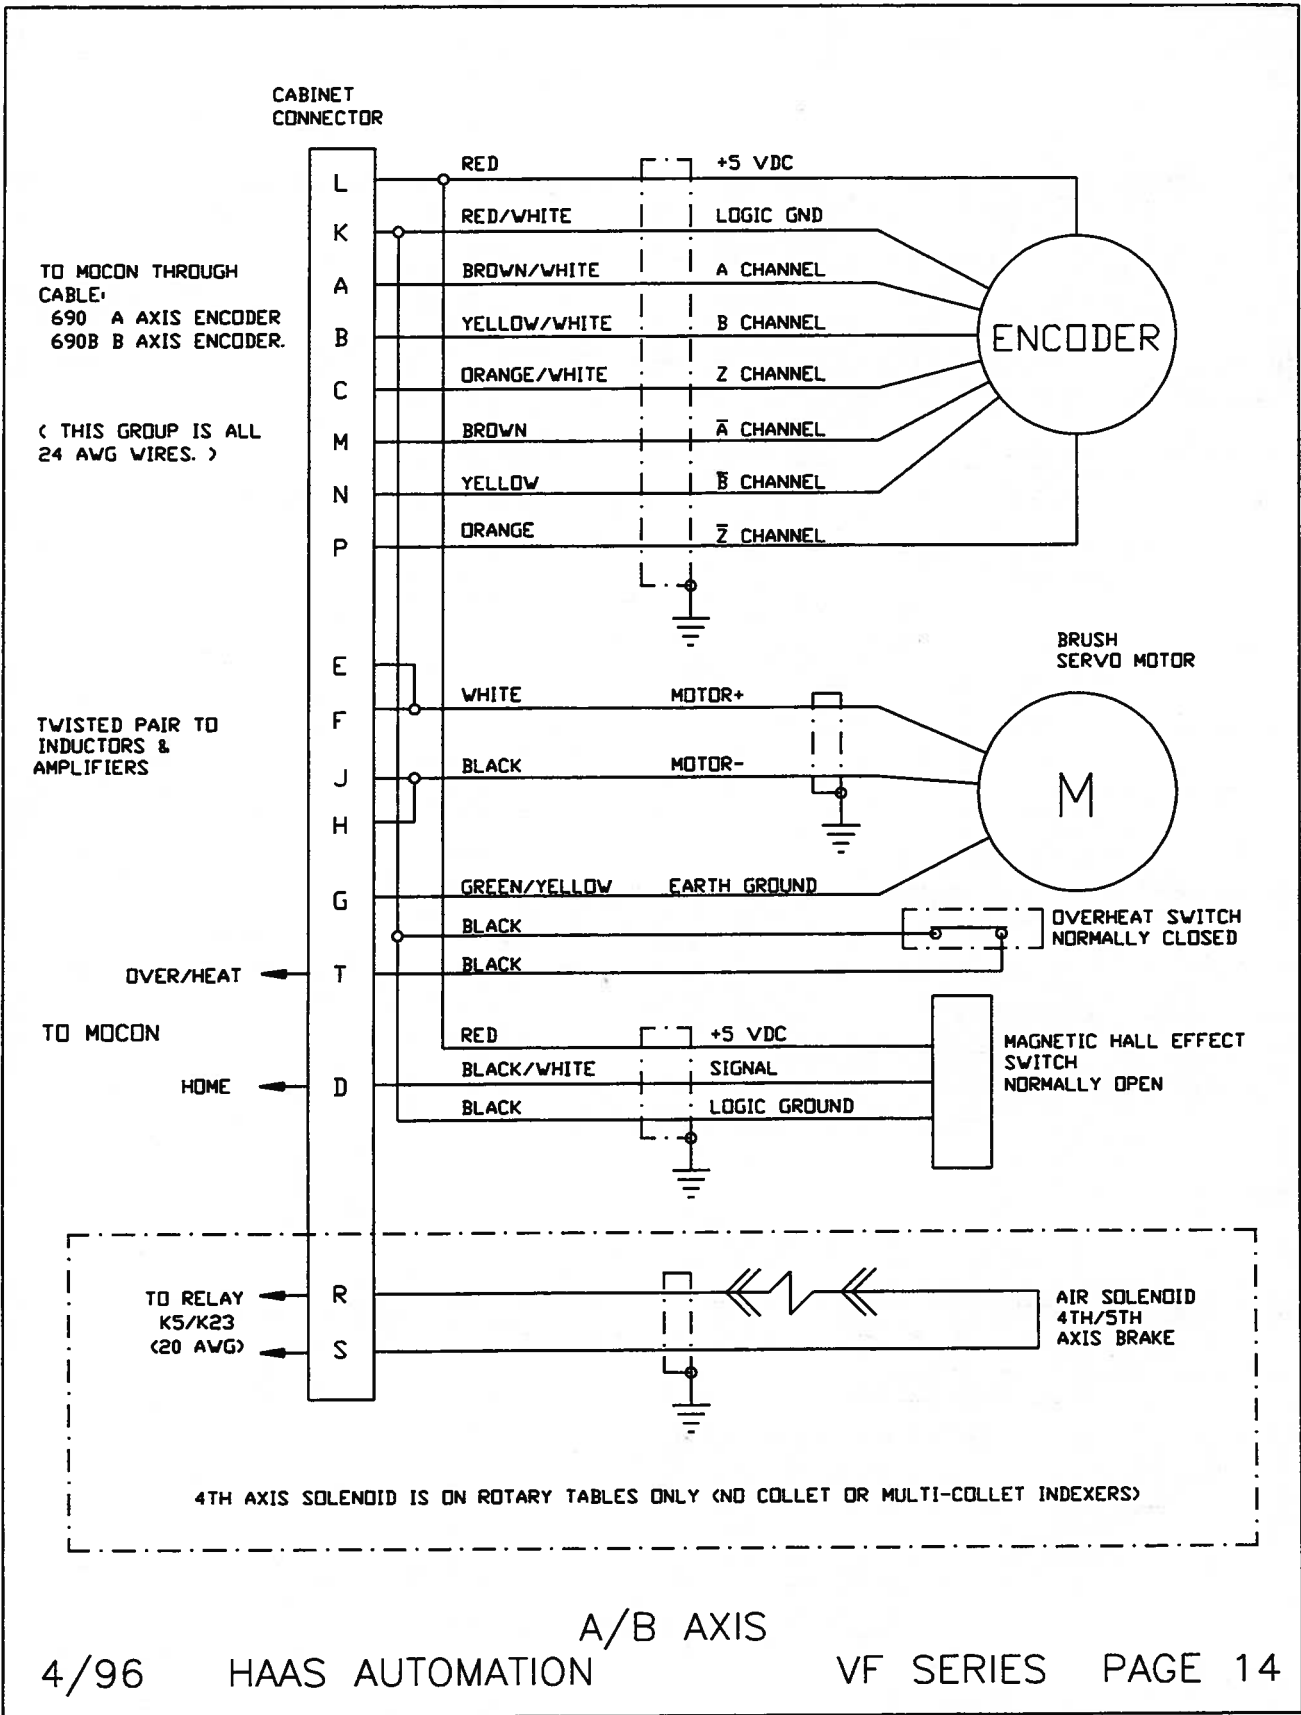 CABINET
CONNECTOR
L RED +5 VDC
K RED/WHITE LOGIC GND
A BROWN/WHITE A CHANNEL
B YELLOW/WHITE B CHANNEL
C ORANGE/WHITE Z CHANNEL
M BROWN A̅ CHANNEL
N YELLOW B̅ CHANNEL
P ORANGE Z̅ CHANNEL
ENCODER
TO MOCON THROUGH
CABLE:
690 A AXIS ENCODER
690B B AXIS ENCODER.
( THIS GROUP IS ALL
24 AWG WIRES. )
BRUSH
SERVO MOTOR
E
F WHITE MOTOR+
J BLACK MOTOR-
H
M
TWISTED PAIR TO
INDUCTORS &
AMPLIFIERS
G GREEN/YELLOW EARTH GROUND
BLACK
OVERHEAT SWITCH
NORMALLY CLOSED
OVER/HEAT T BLACK
TO MOCON
RED +5 VDC
HOME D BLACK/WHITE SIGNAL
BLACK LOGIC GROUND
MAGNETIC HALL EFFECT
SWITCH
NORMALLY OPEN
TO RELAY
K5/K23
(20 AWG)
R
S
AIR SOLENOID
4TH/5TH
AXIS BRAKE
4TH AXIS SOLENOID IS ON ROTARY TABLES ONLY (NO COLLET OR MULTI-COLLET INDEXERS)
A/B AXIS
4/96 HAAS AUTOMATION VF SERIES PAGE 14